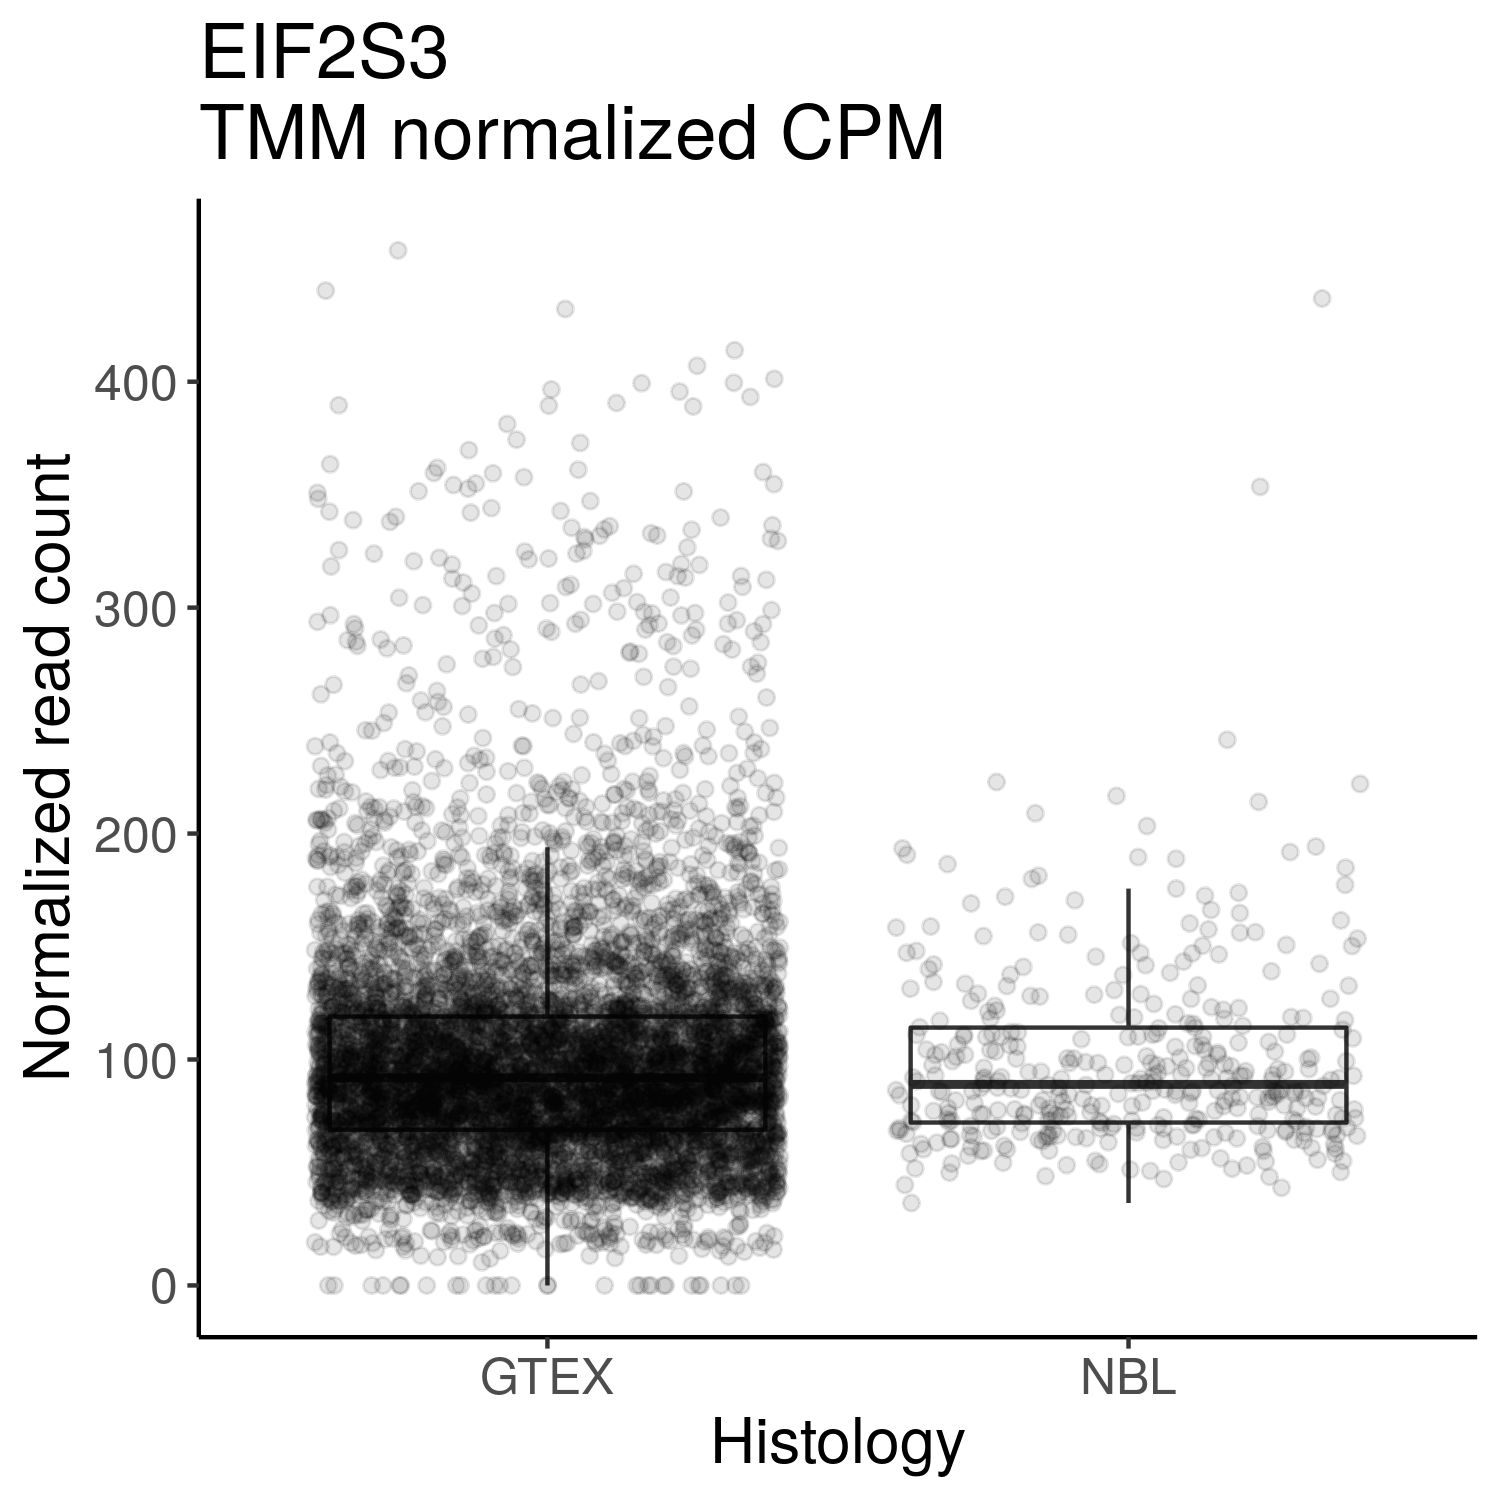 EIF2S3
TMM normalized CPM
Normalized read count
400
300
200
100
0
GTEX
NBL
Histology